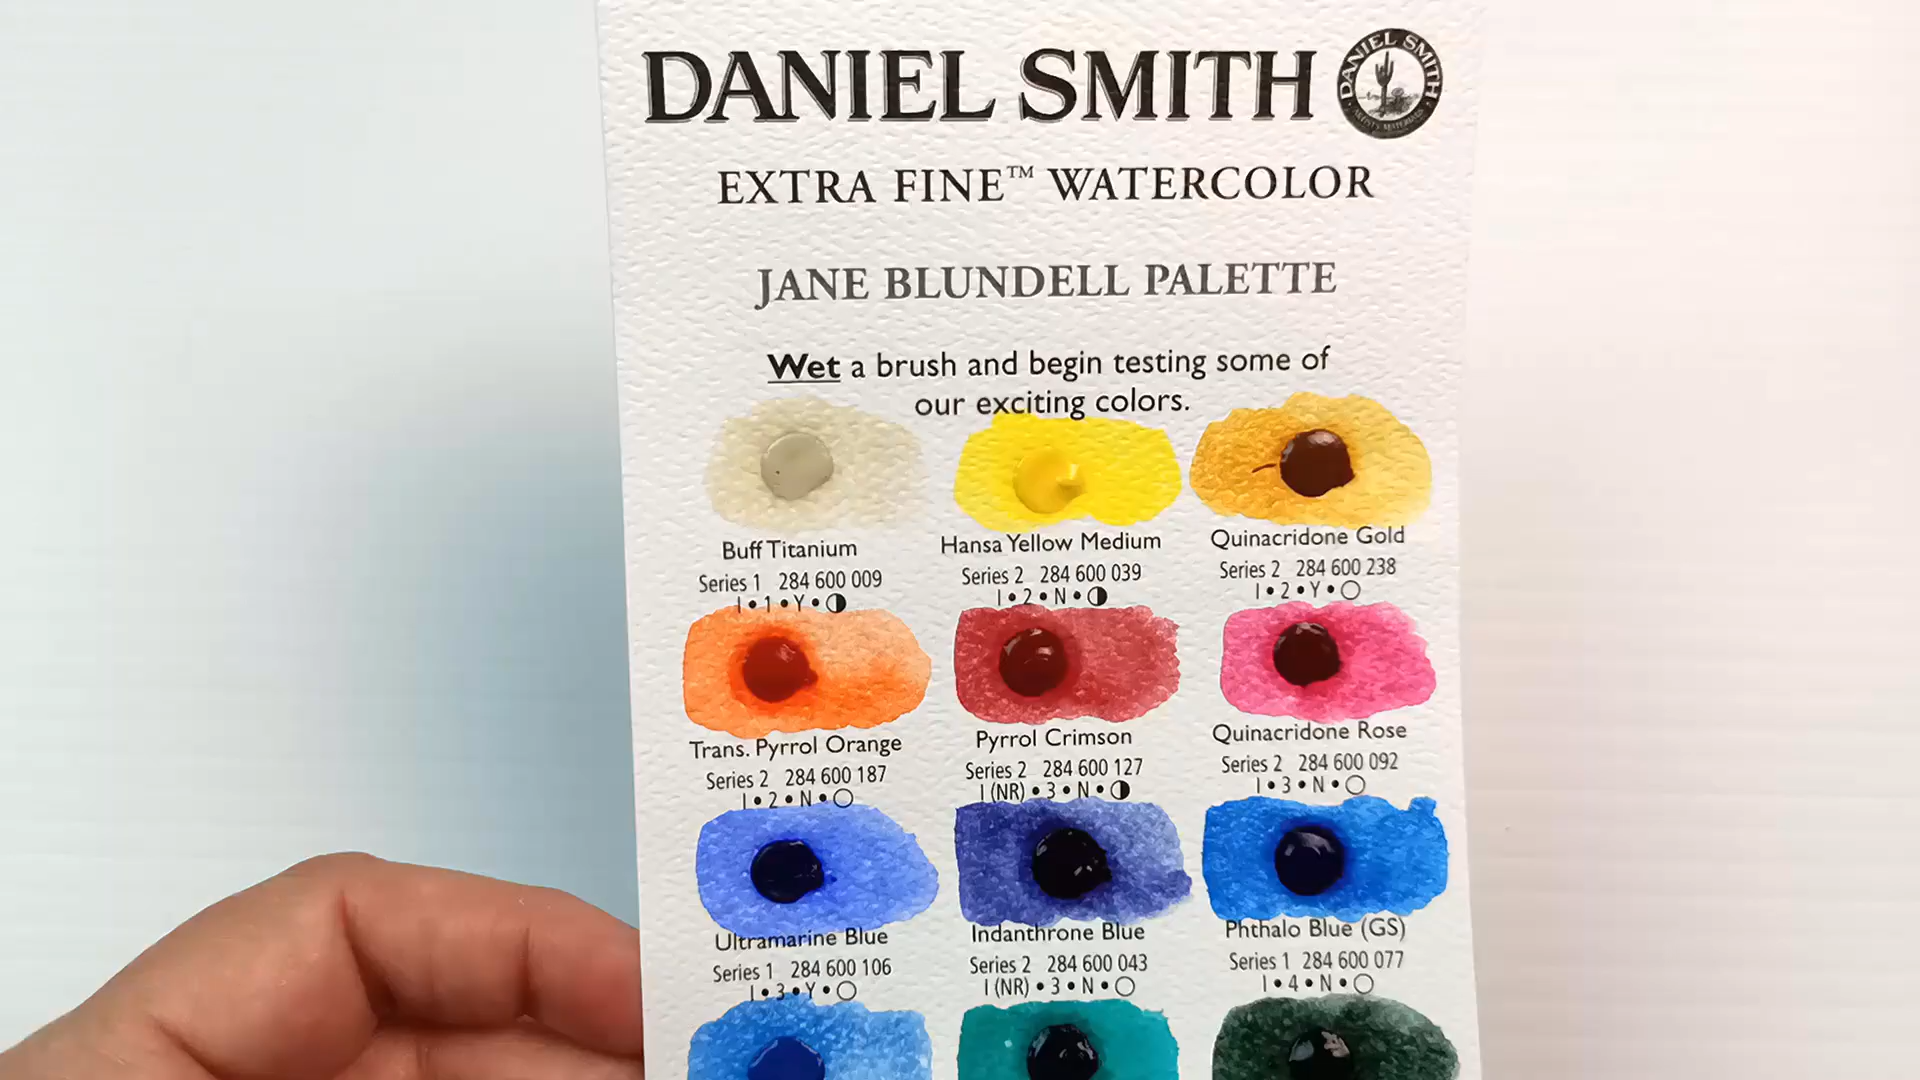 DANIEL SMITH
DANIEL SMITH
ARTISTS' MATERIALS
EXTRA FINE™ WATERCOLOR
JANE BLUNDELL PALETTE
Wet a brush and begin testing some of
our exciting colors.
Buff Titanium
Series 1 284 600 009
I • 1 • Y • ◑
Hansa Yellow Medium
Series 2 284 600 039
I • 2 • N • ◑
Quinacridone Gold
Series 2 284 600 238
I • 2 • Y • ○
Trans. Pyrrol Orange
Series 2 284 600 187
I • 2 • N • ○
Pyrrol Crimson
Series 2 284 600 127
I (NR) • 3 • N • ◑
Quinacridone Rose
Series 2 284 600 092
I • 3 • N • ○
Ultramarine Blue
Series 1 284 600 106
I • 3 • Y • ○
Indanthrone Blue
Series 2 284 600 043
I (NR) • 3 • N • ○
Phthalo Blue (GS)
Series 1 284 600 077
I • 4 • N • ○